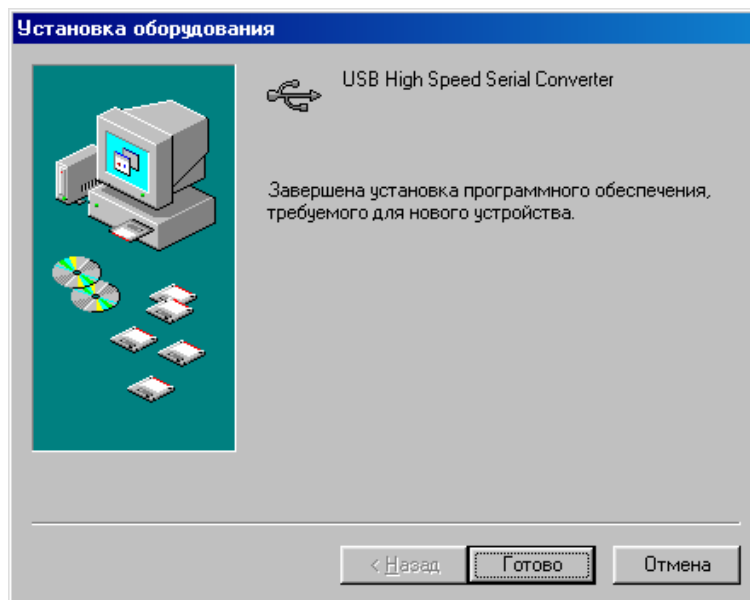 Установка оборудования
USB High Speed Serial Converter
Завершена установка программного обеспечения,
требуемого для нового устройства.
< Назад
Готово
Отмена